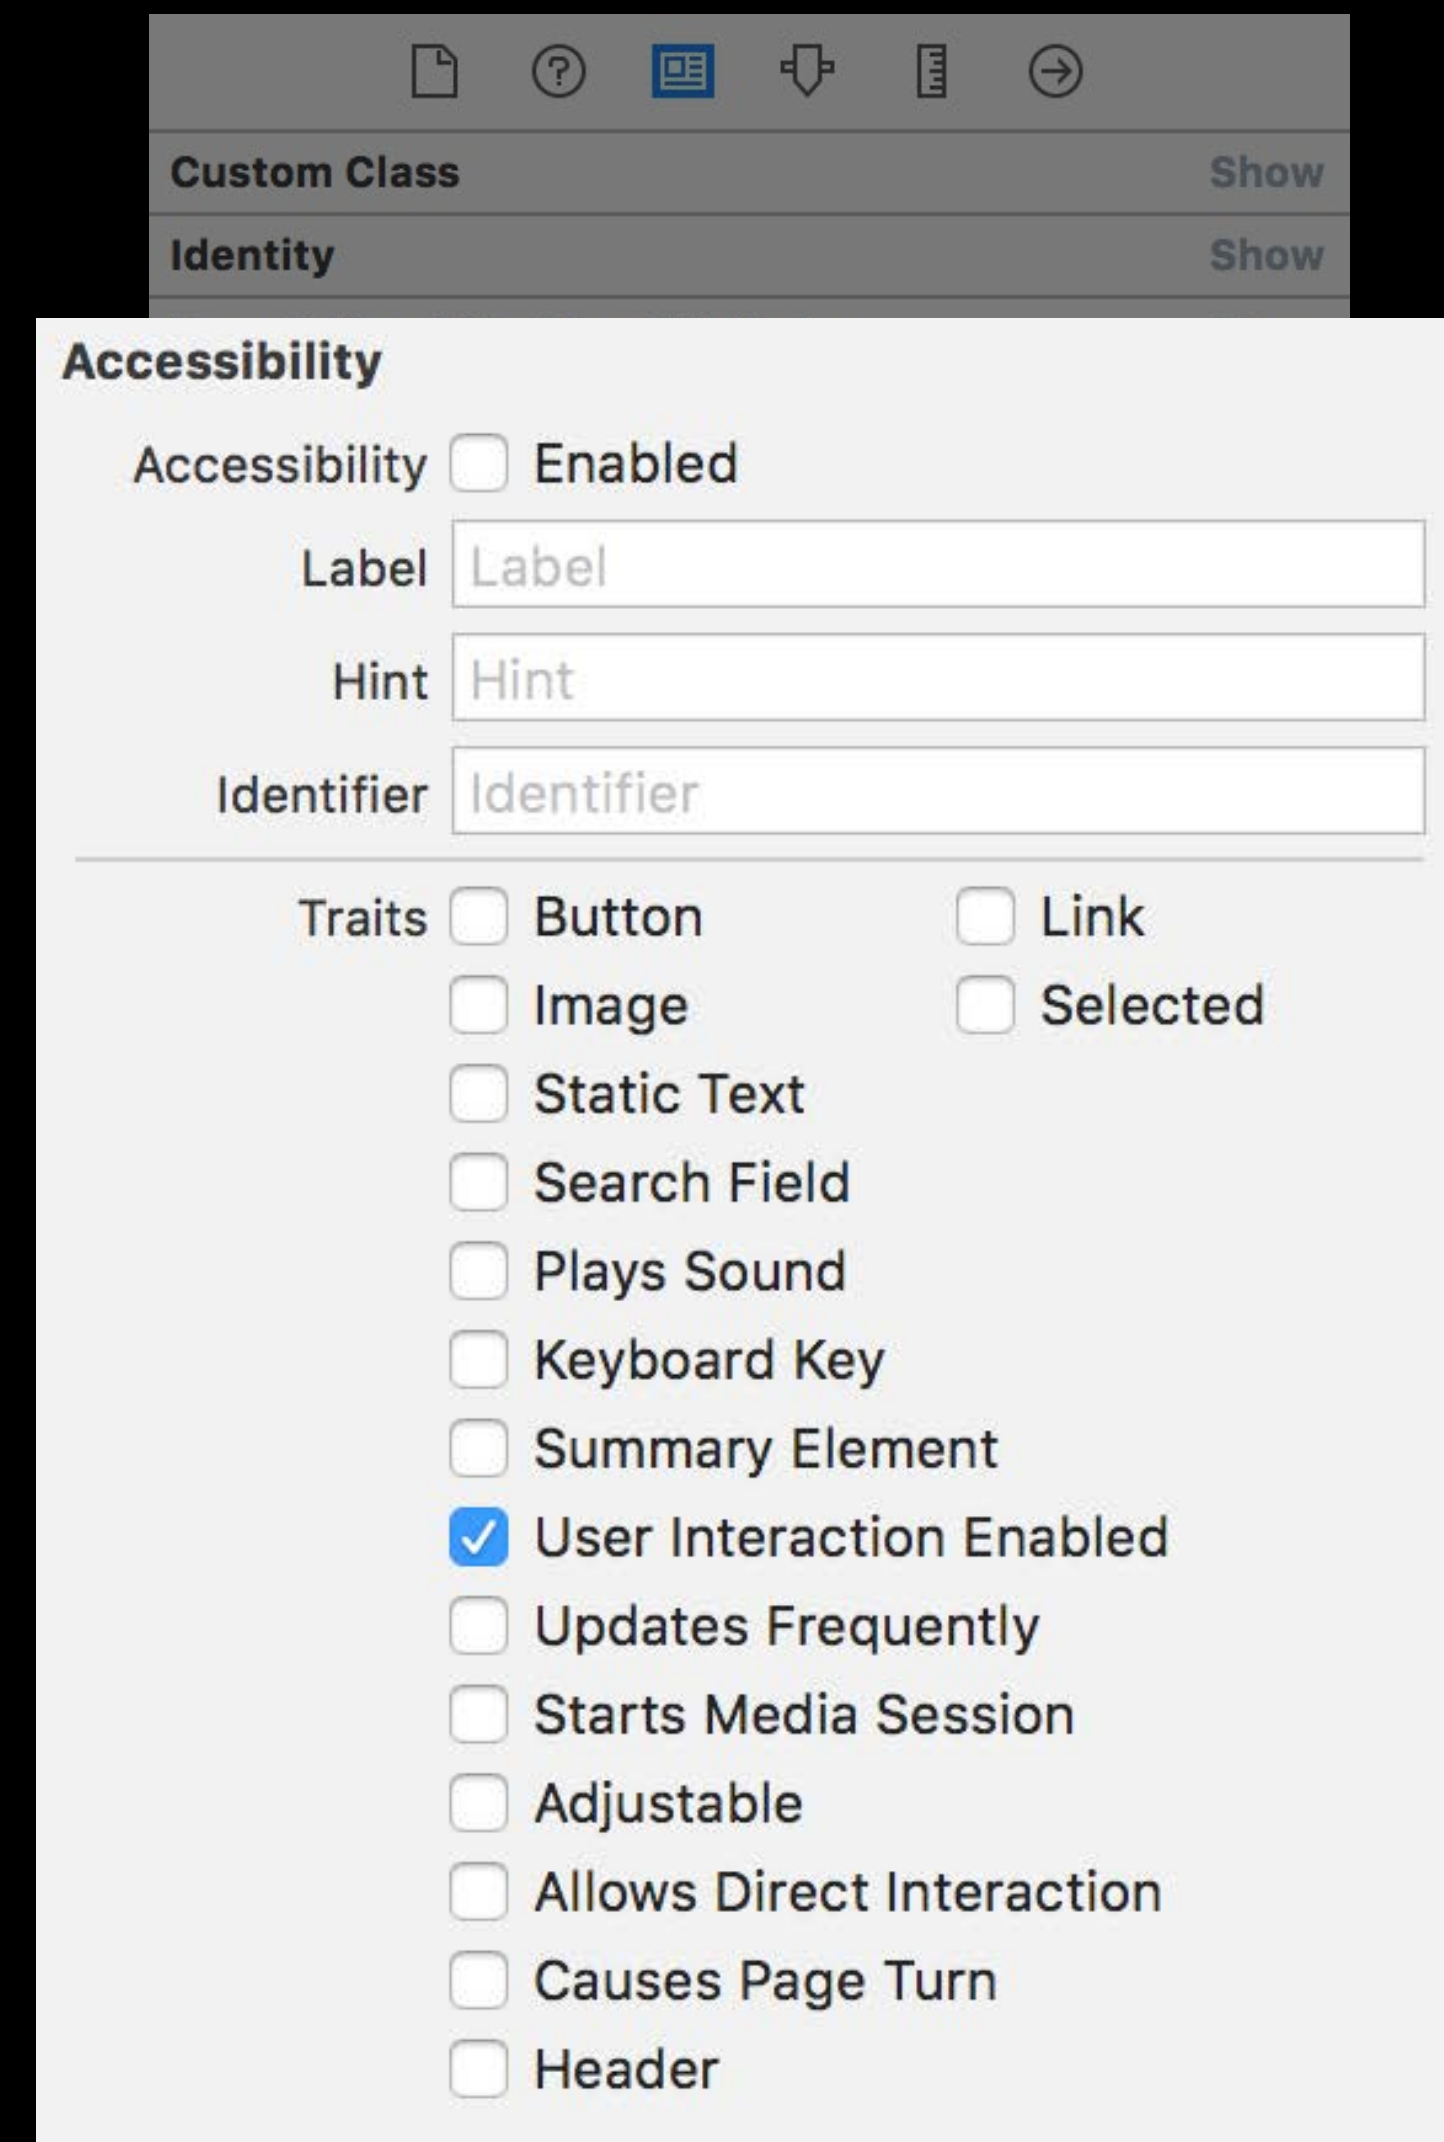 Custom Class Show
Identity Show
Accessibility
Accessibility Enabled
Label Label
Hint Hint
Identifier Identifier
Traits Button Link
Image Selected
Static Text
Search Field
Plays Sound
Keyboard Key
Summary Element
User Interaction Enabled
Updates Frequently
Starts Media Session
Adjustable
Allows Direct Interaction
Causes Page Turn
Header